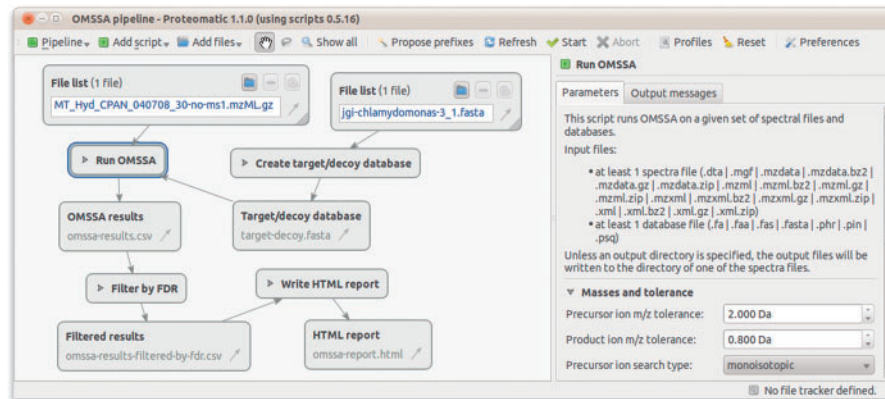 OMSSA pipeline - Proteomatic 1.1.0 (using scripts 0.5.16)
Pipeline Add script Add files Show all Propose prefixes Refresh Start Abort Profiles Reset Preferences
File list (1 file)
MT_Hyd_CPAN_040708_30-no-ms1.mzML.gz
File list (1 file)
jgi-chlamydomonas-3_1.fasta
Run OMSSA
Create target/decoy database
OMSSA results
omssa-results.csv
Target/decoy database
target-decoy.fasta
Filter by FDR
Write HTML report
Filtered results
omssa-results-filtered-by-fdr.csv
HTML report
omssa-report.html
Run OMSSA
Parameters Output messages
This script runs OMSSA on a given set of spectral files and
databases.
Input files:
• at least 1 spectra file (.dta | .mgf | .mzdata | .mzdata.bz2 |
.mzdata.gz | .mzdata.zip | .mzml | .mzml.bz2 | .mzml.gz |
.mzml.zip | .mzxml | .mzxml.bz2 | .mzxml.gz | .mzxml.zip |
.xml | .xml.bz2 | .xml.gz | .xml.zip)
• at least 1 database file (.fa | .faa | .fas | .fasta | .phr | .pin |
.psq)
Unless an output directory is specified, the output files will be
written to the directory of one of the spectra files.
Masses and tolerance
Precursor ion m/z tolerance: 2.000 Da
Product ion m/z tolerance: 0.800 Da
Precursor ion search type: monoisotopic
No file tracker defined.